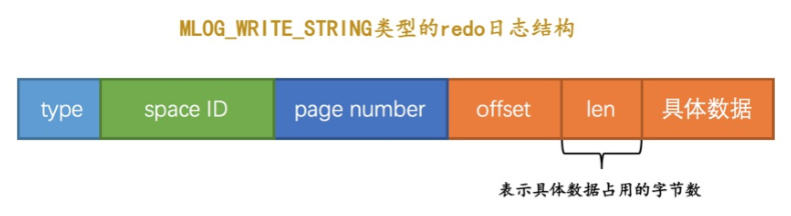 MLOG_WRITE_STRING类型的redo日志结构
type space ID page number offset len 具体数据
表示具体数据占用的字节数